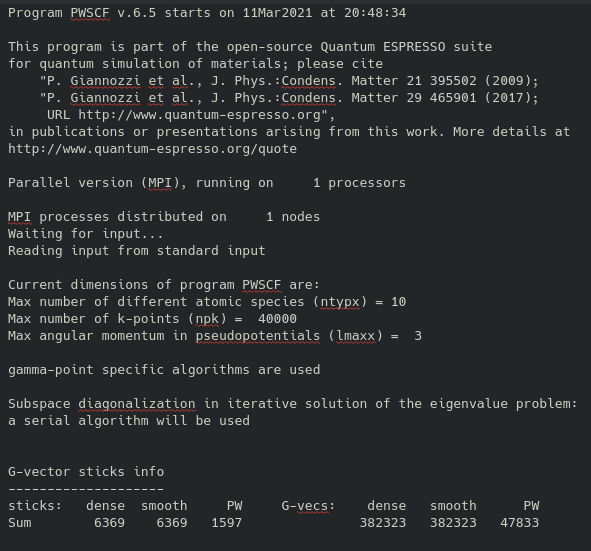 Program PWSCF v.6.5 starts on 11Mar2021 at 20:48:34
This program is part of the open-source Quantum ESPRESSO suite
for quantum simulation of materials; please cite
"P. Giannozzi et al., J. Phys.:Condens. Matter 21 395502 (2009);
"P. Giannozzi et al., J. Phys.:Condens. Matter 29 465901 (2017);
URL http://www.quantum-espresso.org",
in publications or presentations arising from this work. More details at
http://www.quantum-espresso.org/quote
Parallel version (MPI), running on     1 processors
MPI processes distributed on     1 nodes
Waiting for input...
Reading input from standard input
Current dimensions of program PWSCF are:
Max number of different atomic species (ntypx) = 10
Max number of k-points (npk) =  40000
Max angular momentum in pseudopotentials (lmaxx) =  3
gamma-point specific algorithms are used
Subspace diagonalization in iterative solution of the eigenvalue problem:
a serial algorithm will be used
G-vector sticks info
--------------------
sticks:   dense  smooth     PW     G-vecs:    dense   smooth      PW
Sum        6369    6369   1597               382323   382323   47833